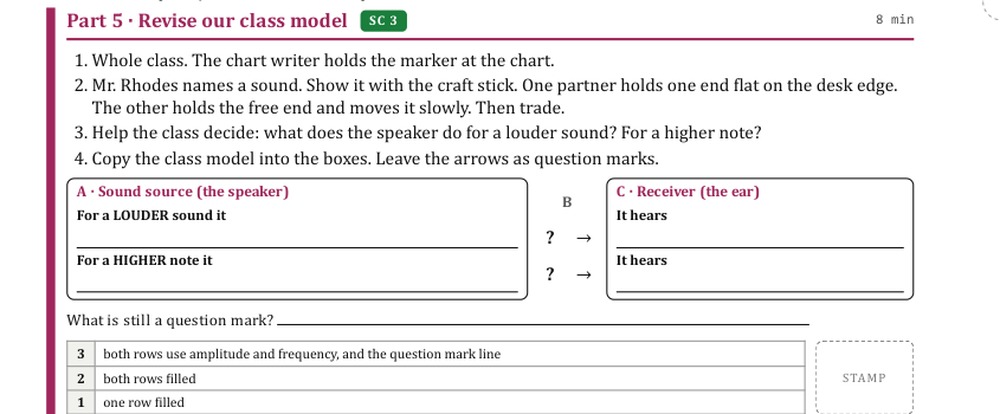 Part 5 · Revise our class model SC 3 8 min
1. Whole class. The chart writer holds the marker at the chart.
2. Mr. Rhodes names a sound. Show it with the craft stick. One partner holds one end flat on the desk edge.
The other holds the free end and moves it slowly. Then trade.
3. Help the class decide: what does the speaker do for a louder sound? For a higher note?
4. Copy the class model into the boxes. Leave the arrows as question marks.
A · Sound source (the speaker)
For a LOUDER sound it
For a HIGHER note it
B
? →
? →
C · Receiver (the ear)
It hears
It hears
What is still a question mark?
3 both rows use amplitude and frequency, and the question mark line
2 both rows filled
1 one row filled
STAMP